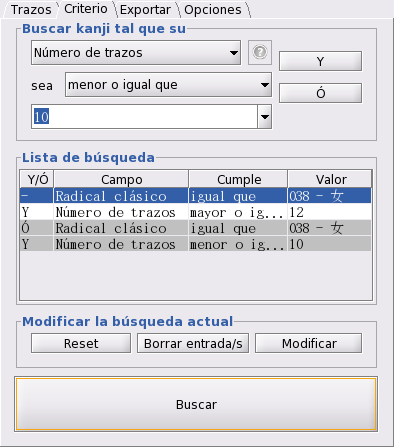 Trazos Criterio Exportar Opciones
Buscar kanji tal que su
Número de trazos ? Y
sea menor o igual que Ó
10
Lista de búsqueda
Y/Ó Campo Cumple Valor
- Radical clásico igual que 038 - 女
Y Número de trazos mayor o ig... 12
Ó Radical clásico igual que 038 - 女
Y Número de trazos menor o ig... 10
Modificar la búsqueda actual
Reset Borrar entrada/s Modificar
Buscar